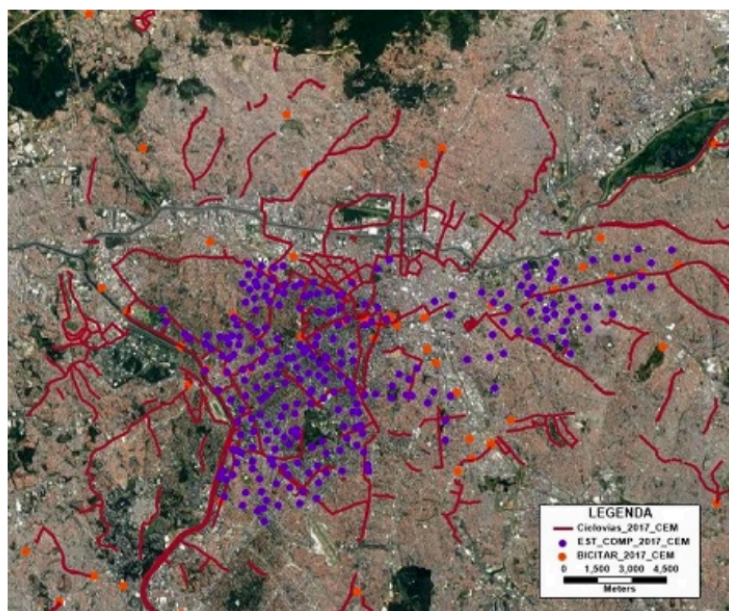 LEGENDA
Ciclovias_2017_CEM
EST_COMP_2017_CEM
BICITAR_2017_CEM
0 1,500 3,000 4,500
Meters